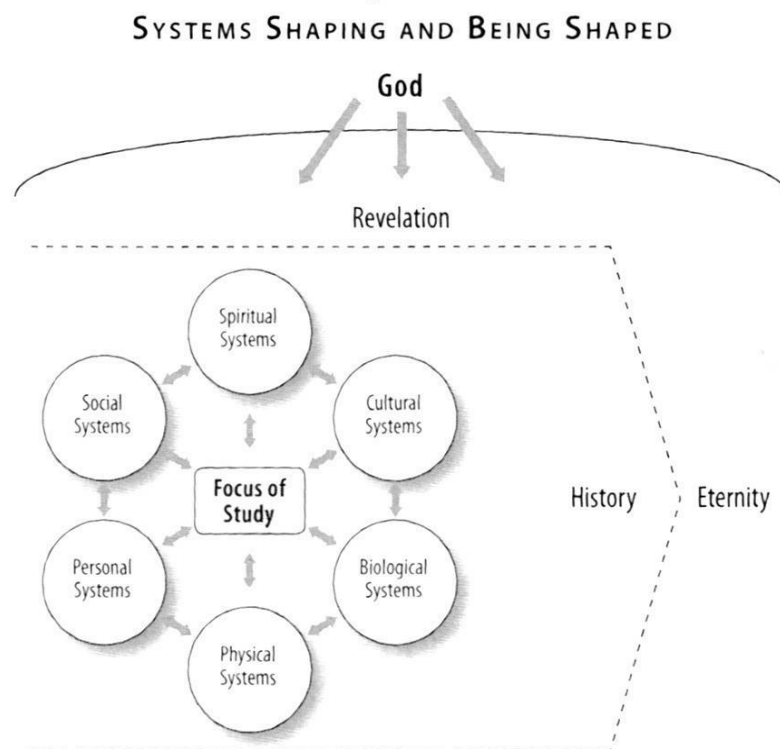 SYSTEMS SHAPING AND BEING SHAPED
God
Revelation
Spiritual
Systems
Social
Systems
Cultural
Systems
Focus of
Study
History
Eternity
Personal
Systems
Biological
Systems
Physical
Systems